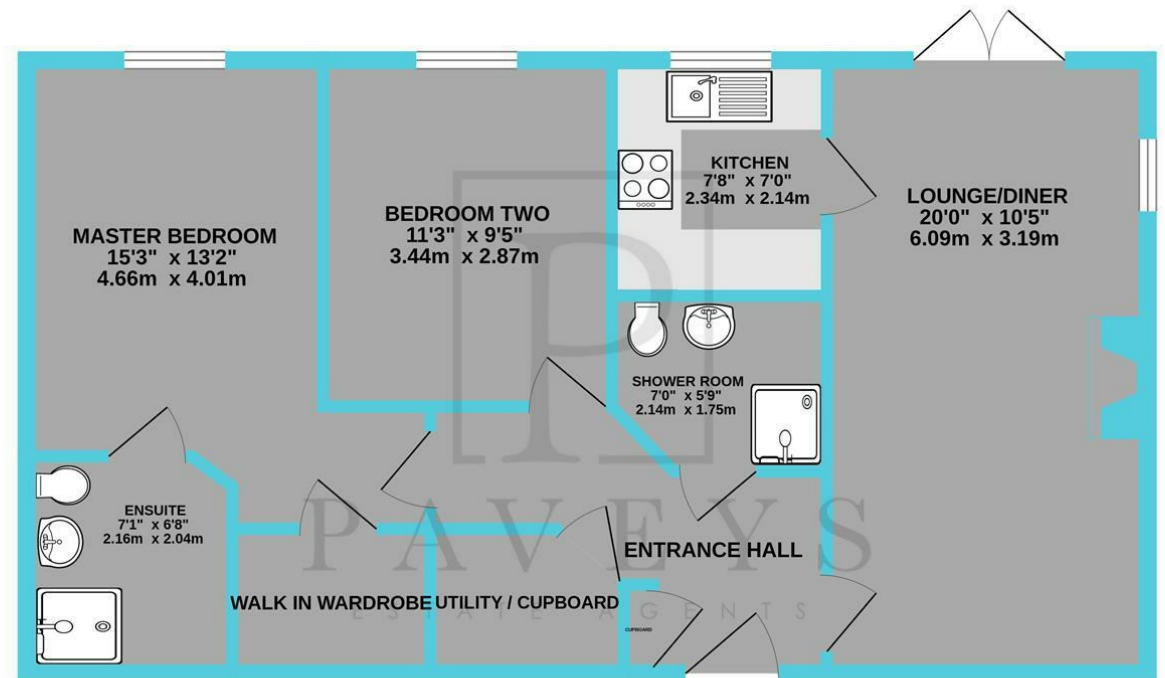 MASTER BEDROOM
15'3" x 13'2"
4.66m x 4.01m
BEDROOM TWO
11'3" x 9'5"
3.44m x 2.87m
KITCHEN
7'8" x 7'0"
2.34m x 2.14m
LOUNGE/DINER
20'0" x 10'5"
6.09m x 3.19m
SHOWER ROOM
7'0" x 5'9"
2.14m x 1.75m
ENSUITE
7'1" x 6'8"
2.16m x 2.04m
ENTRANCE HALL
WALK IN WARDROBE
UTILITY / CUPBOARD
CUPBOARD
P
PAVEYS
ESTATE AGENTS